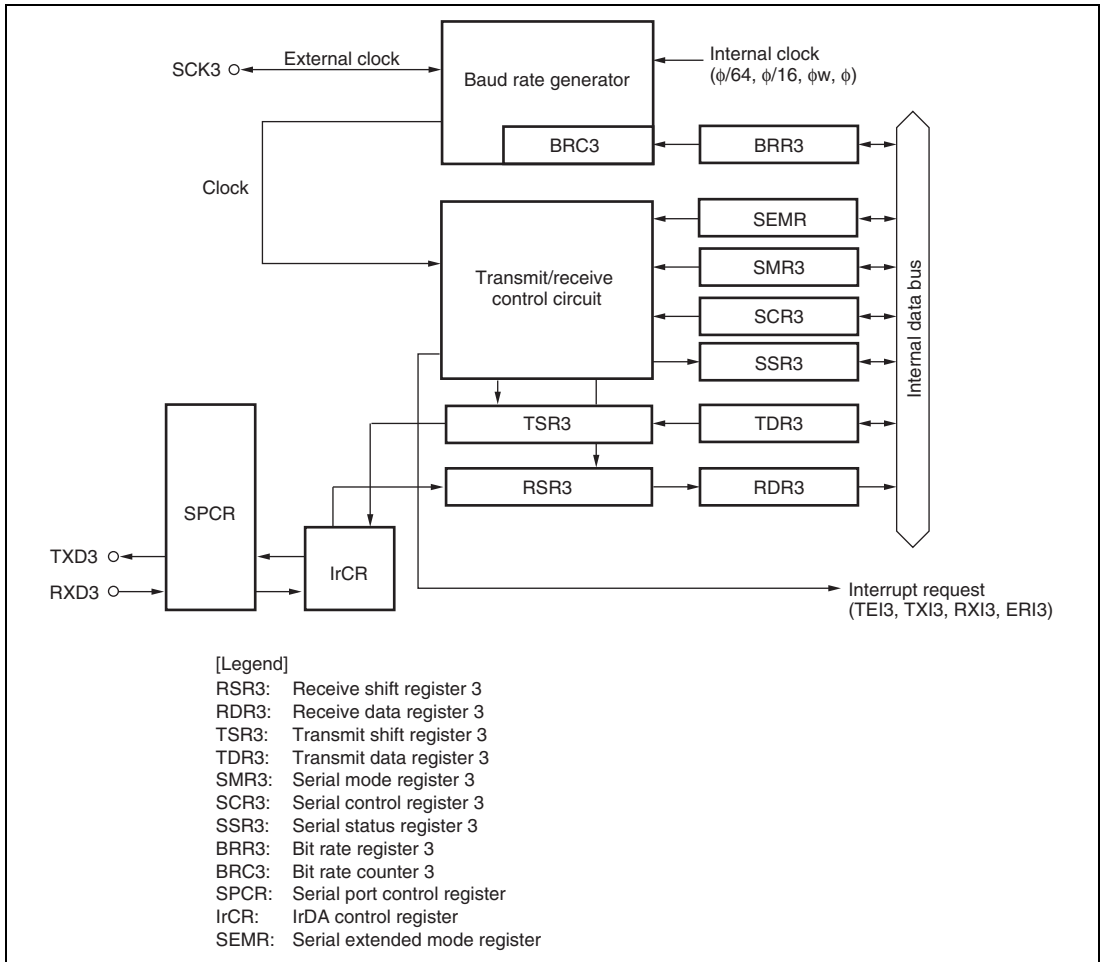 SCK3
External clock
Baud rate generator
Internal clock
(ϕ/64, ϕ/16, ϕw, ϕ)
BRC3
BRR3
Clock
SEMR
Transmit/receive
control circuit
SMR3
SCR3
SSR3
Internal data bus
TSR3
TDR3
RSR3
RDR3
SPCR
IrCR
TXD3
RXD3
Interrupt request
(TEI3, TXI3, RXI3, ERI3)
[Legend]
RSR3: Receive shift register 3
RDR3: Receive data register 3
TSR3: Transmit shift register 3
TDR3: Transmit data register 3
SMR3: Serial mode register 3
SCR3: Serial control register 3
SSR3: Serial status register 3
BRR3: Bit rate register 3
BRC3: Bit rate counter 3
SPCR: Serial port control register
IrCR: IrDA control register
SEMR: Serial extended mode register